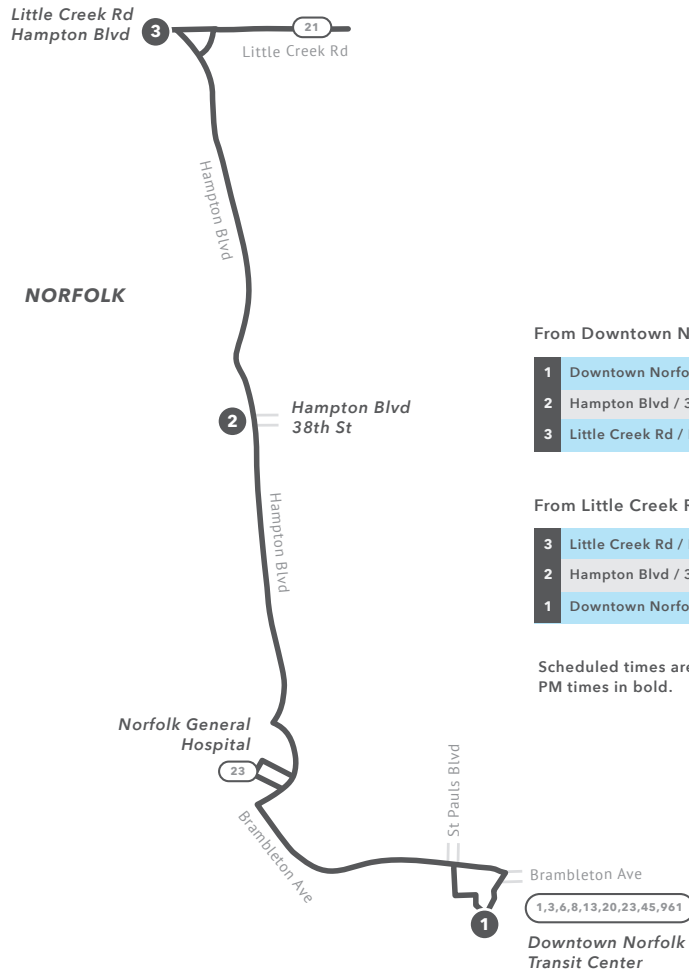 Little Creek Rd
Hampton Blvd
3
21
Little Creek Rd
Hampton Blvd
NORFOLK
From Downtown N
1 Downtown Norfo
2 Hampton Blvd / 3
3 Little Creek Rd /
2
Hampton Blvd
38th St
Hampton Blvd
From Little Creek R
3 Little Creek Rd /
2 Hampton Blvd / 3
1 Downtown Norfo
Scheduled times are
PM times in bold.
Norfolk General
Hospital
23
St Pauls Blvd
Brambleton Ave
Brambleton Ave
1,3,6,8,13,20,23,45,961
1
Downtown Norfolk
Transit Center